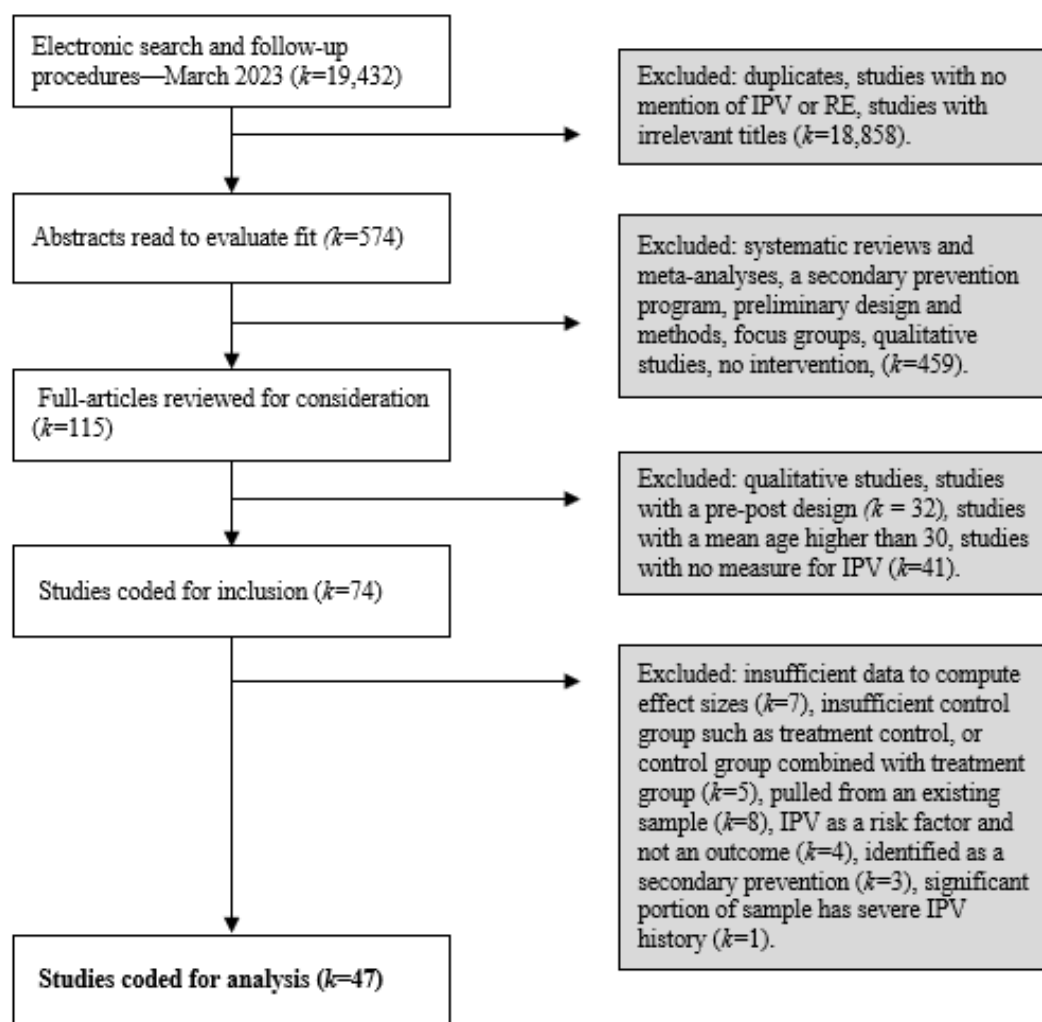 Electronic search and follow-up
procedures—March 2023 (k=19,432)
Excluded: duplicates, studies with no
mention of IPV or RE, studies with
irrelevant titles (k=18,858).
Abstracts read to evaluate fit (k=574)
Excluded: systematic reviews and
meta-analyses, a secondary prevention
program, preliminary design and
methods, focus groups, qualitative
studies, no intervention, (k=459).
Full-articles reviewed for consideration
(k=115)
Excluded: qualitative studies, studies
with a pre-post design (k = 32), studies
with a mean age higher than 30, studies
with no measure for IPV (k=41).
Studies coded for inclusion (k=74)
Excluded: insufficient data to compute
effect sizes (k=7), insufficient control
group such as treatment control, or
control group combined with treatment
group (k=5), pulled from an existing
sample (k=8), IPV as a risk factor and
not an outcome (k=4), identified as a
secondary prevention (k=3), significant
portion of sample has severe IPV
history (k=1).
Studies coded for analysis (k=47)